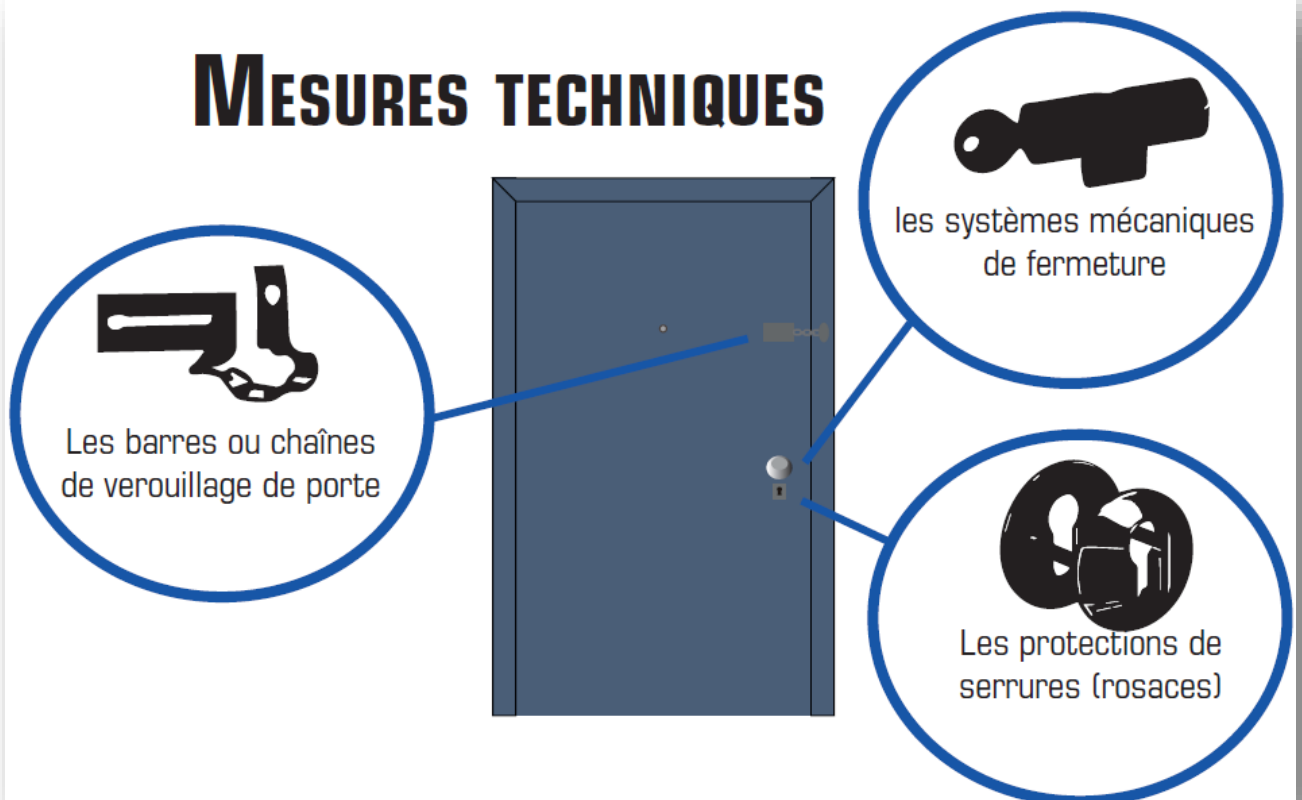 MESURES TECHNIQUES
les systèmes mécaniques
de fermeture
Les barres ou chaînes
de verouillage de porte
Les protections de
serrures (rosaces)